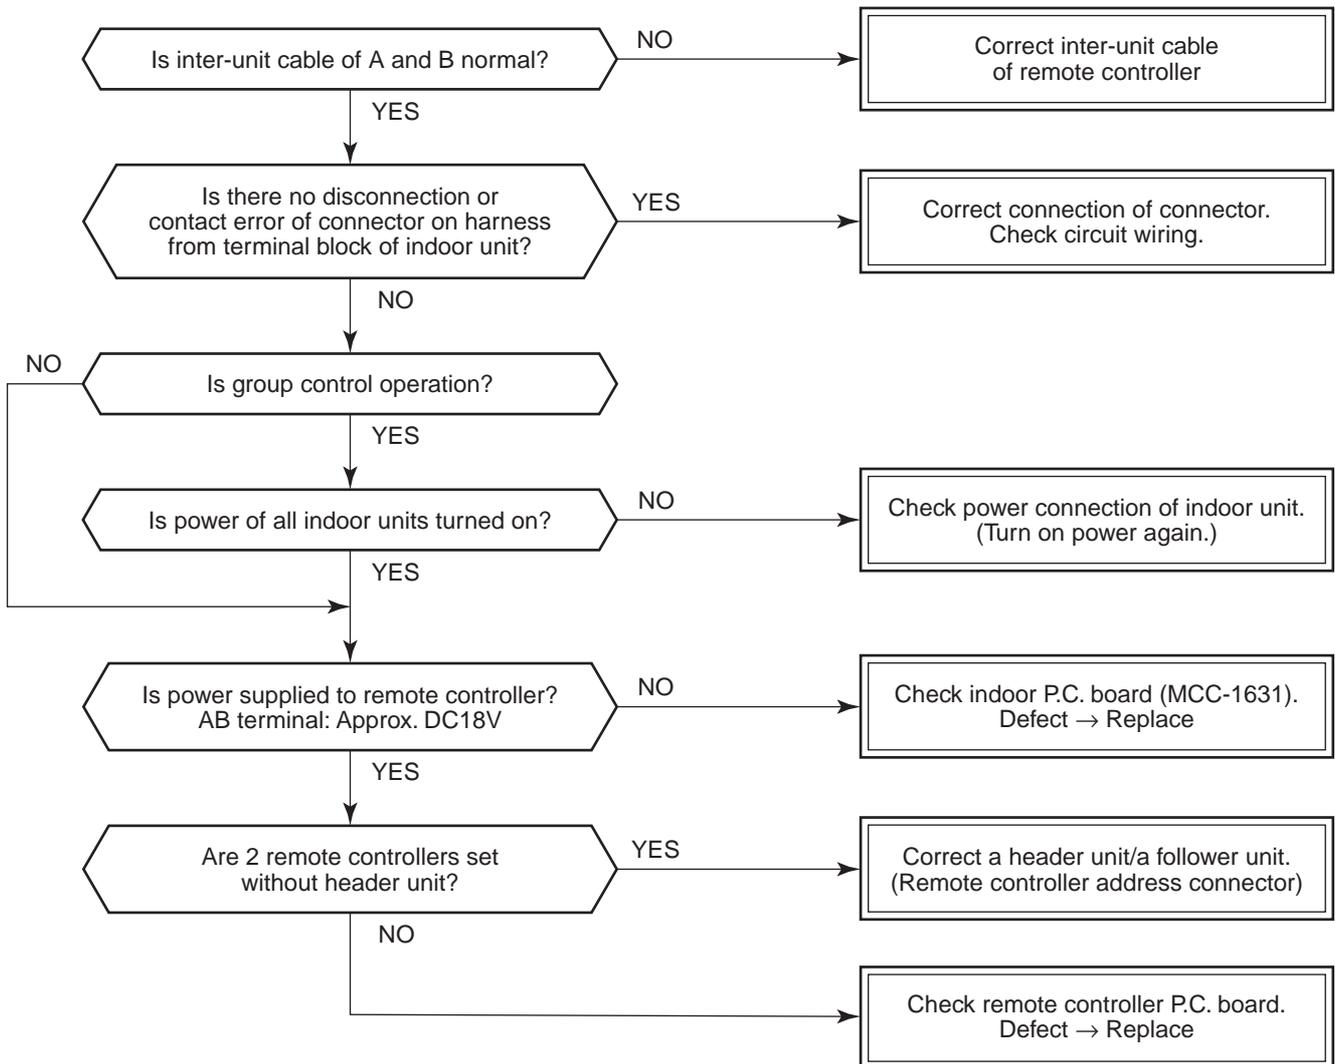 Is inter-unit cable of A and B normal?
NO
Correct inter-unit cable
of remote controller
YES
Is there no disconnection or
contact error of connector on harness
from terminal block of indoor unit?
YES
Correct connection of connector.
Check circuit wiring.
NO
NO
Is group control operation?
YES
Is power of all indoor units turned on?
NO
Check power connection of indoor unit.
(Turn on power again.)
YES
Is power supplied to remote controller?
AB terminal: Approx. DC18V
NO
Check indoor P.C. board (MCC-1631).
Defect → Replace
YES
Are 2 remote controllers set
without header unit?
YES
Correct a header unit/a follower unit.
(Remote controller address connector)
NO
Check remote controller P.C. board.
Defect → Replace